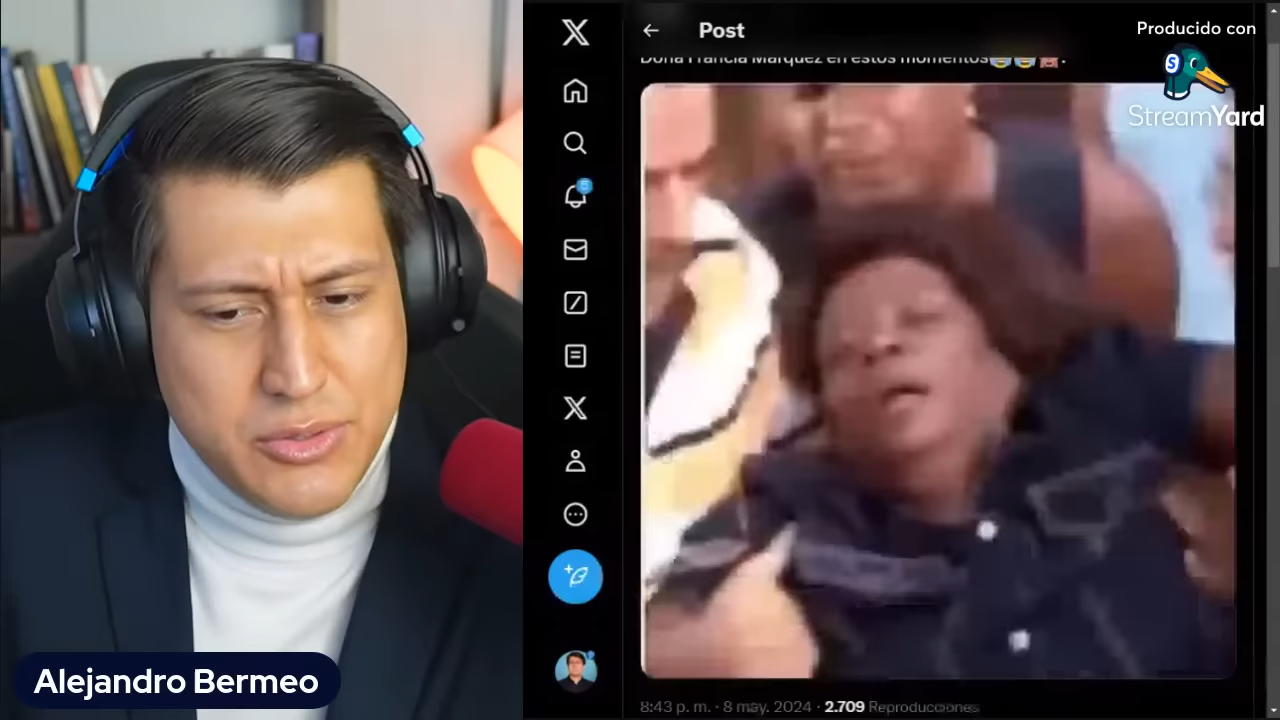 Post
Producido con
StreamYard
Doña Francia Márquez en estos momentos
Alejandro Bermeo
8:43 p. m. · 8 may. 2024 · 2.709 Reproducciones